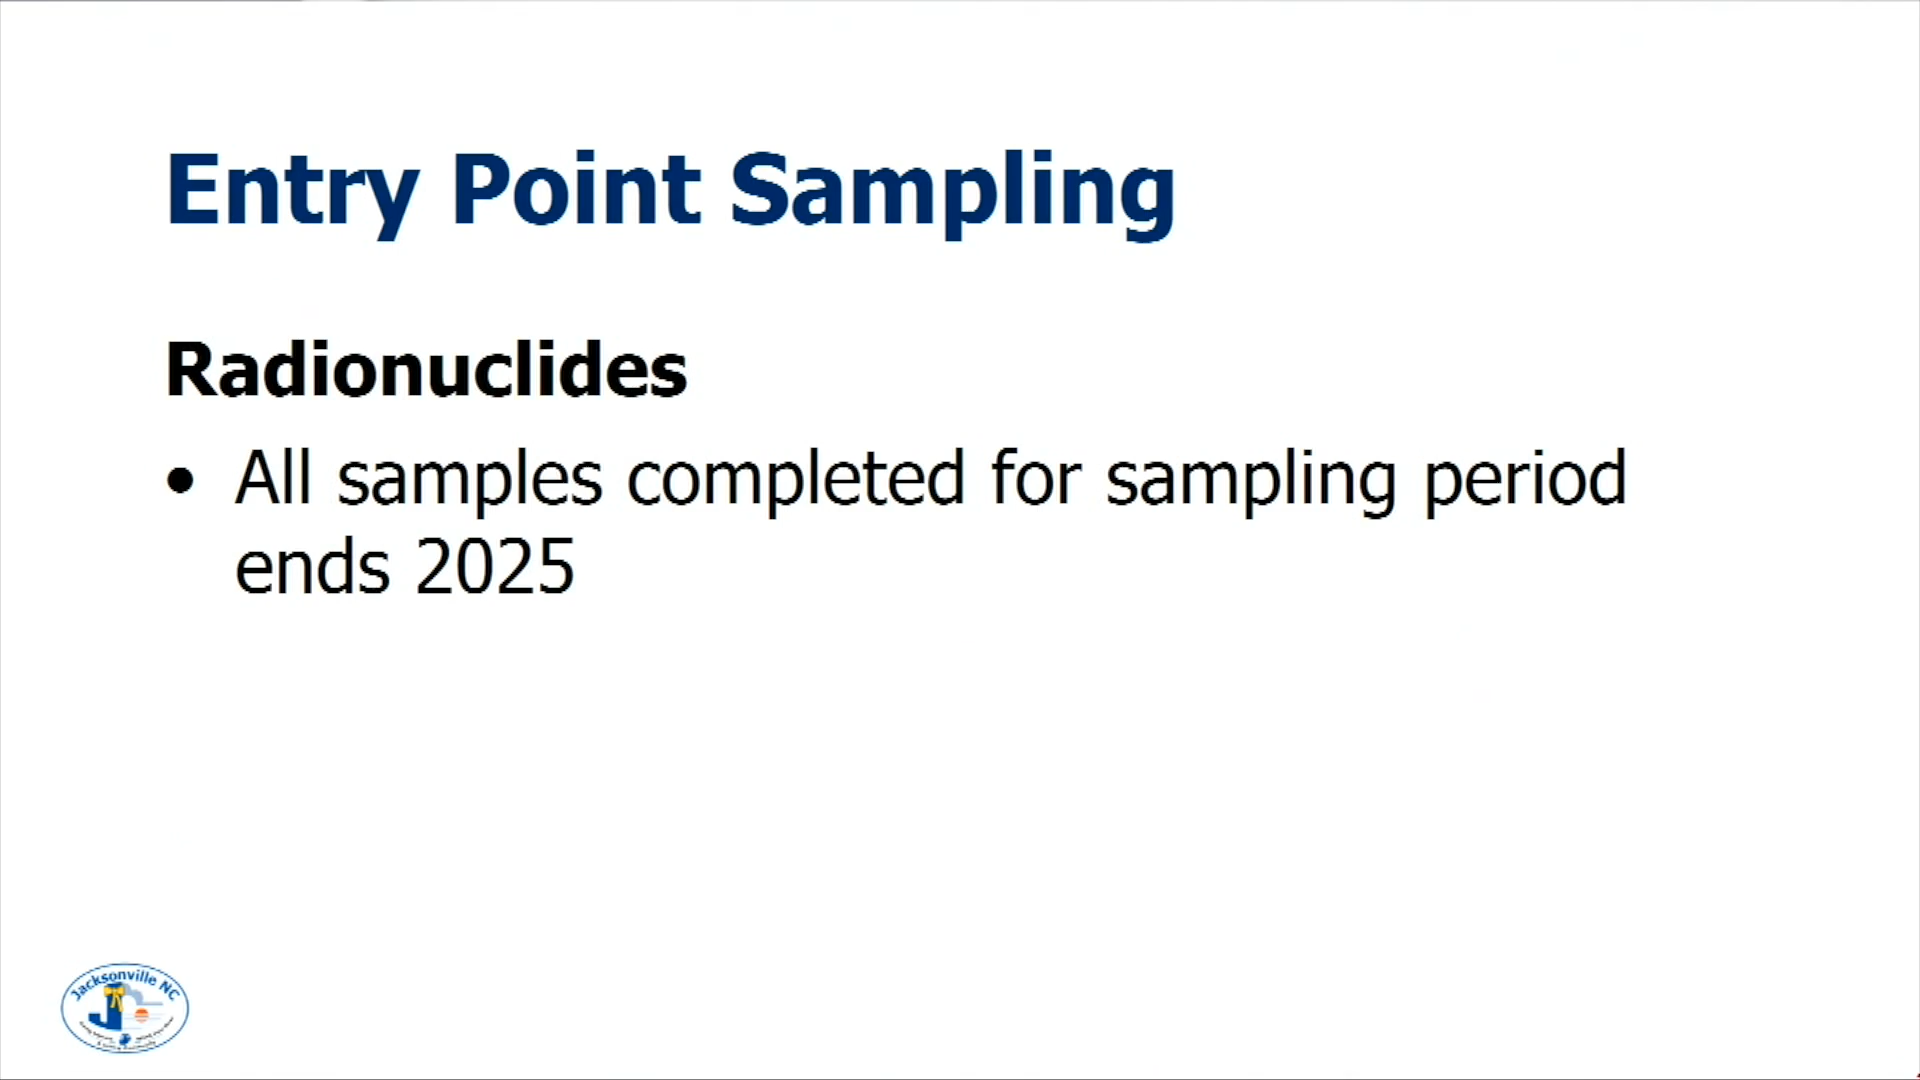 Entry Point Sampling
Radionuclides
• All samples completed for sampling period
ends 2025
Jacksonville NC